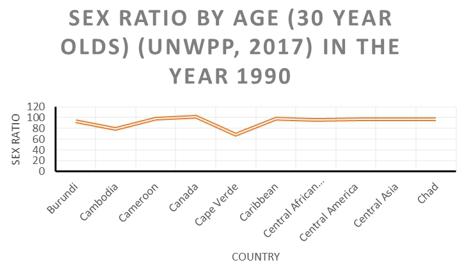 SEX RATIO BY AGE (30 YEAR
OLDS) (UNWPP, 2017) IN THE
YEAR 1990
120
100
80
60
40
20
0
SEX RATIO
Burundi
Cambodia
Cameroon
Canada
Cape Verde
Caribbean
Central African...
Central America
Central Asia
Chad
COUNTRY